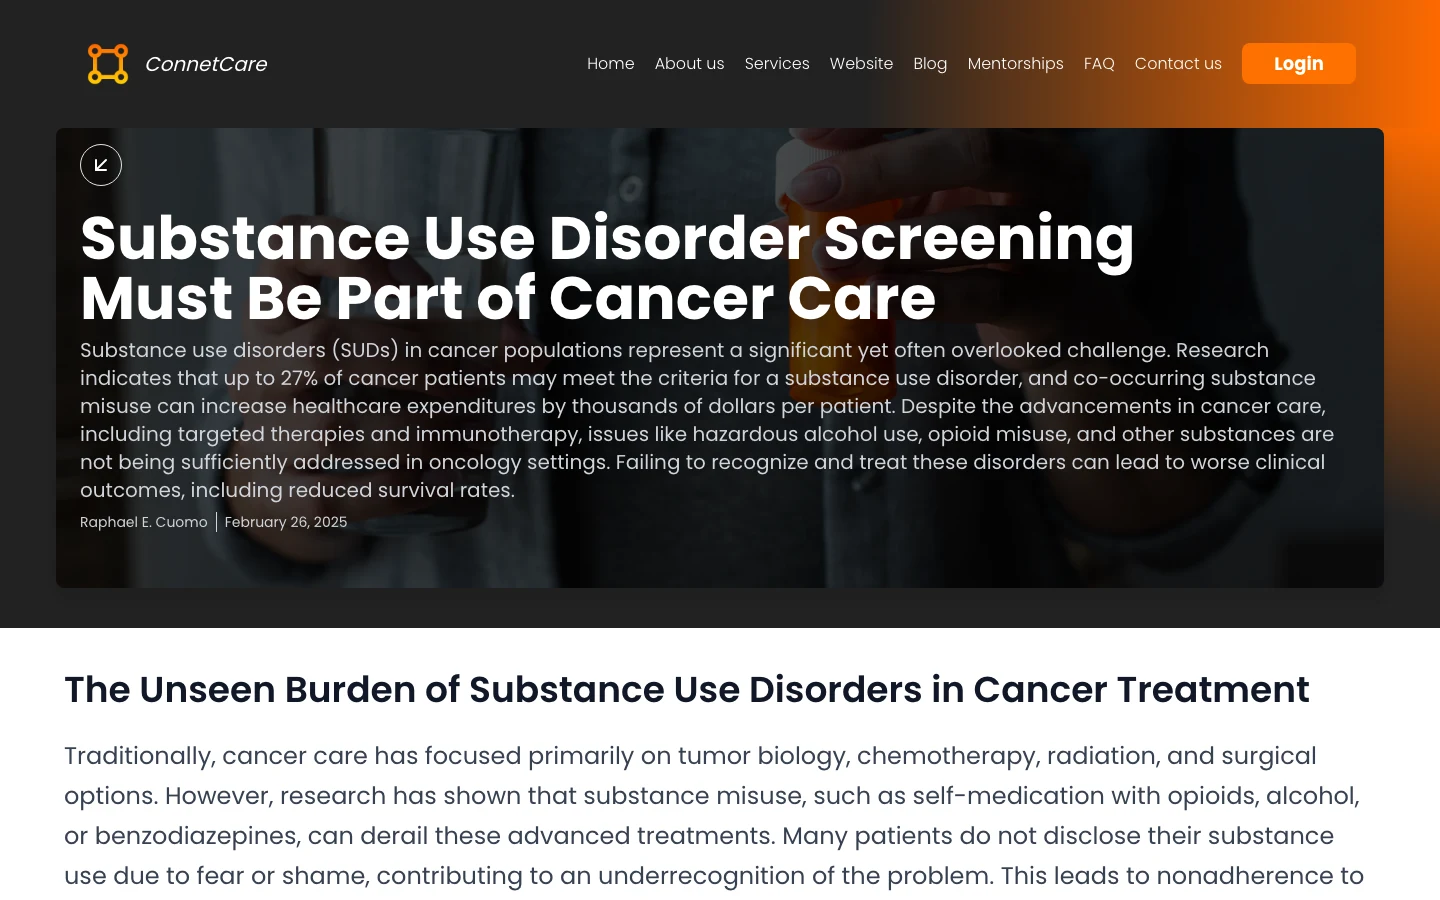 ConnetCare
Home About us Services Website Blog Mentorships FAQ Contact us Login
Substance Use Disorder Screening
Must Be Part of Cancer Care
Substance use disorders (SUDs) in cancer populations represent a significant yet often overlooked challenge. Research
indicates that up to 27% of cancer patients may meet the criteria for a substance use disorder, and co-occurring substance
misuse can increase healthcare expenditures by thousands of dollars per patient. Despite the advancements in cancer care,
including targeted therapies and immunotherapy, issues like hazardous alcohol use, opioid misuse, and other substances are
not being sufficiently addressed in oncology settings. Failing to recognize and treat these disorders can lead to worse clinical
outcomes, including reduced survival rates.
Raphael E. Cuomo February 26, 2025
The Unseen Burden of Substance Use Disorders in Cancer Treatment
Traditionally, cancer care has focused primarily on tumor biology, chemotherapy, radiation, and surgical
options. However, research has shown that substance misuse, such as self-medication with opioids, alcohol,
or benzodiazepines, can derail these advanced treatments. Many patients do not disclose their substance
use due to fear or shame, contributing to an underrecognition of the problem. This leads to nonadherence to